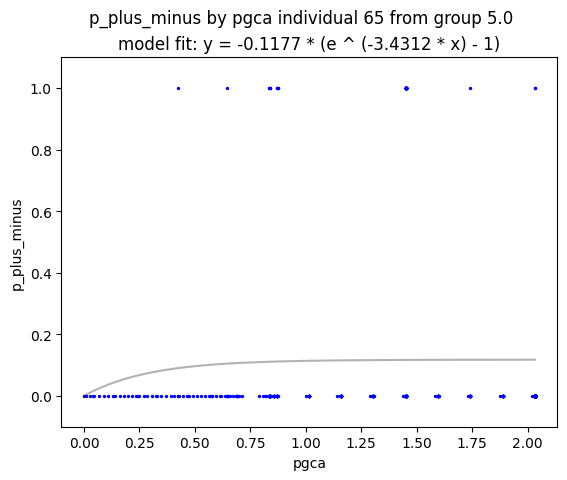 p_plus_minus by pgca individual 65 from group 5.0
model fit: y = -0.1177 * (e ^ (-3.4312 * x) - 1)
1.0
0.8
0.6
0.4
0.2
0.0
p_plus_minus
0.00 0.25 0.50 0.75 1.00 1.25 1.50 1.75 2.00
pgca